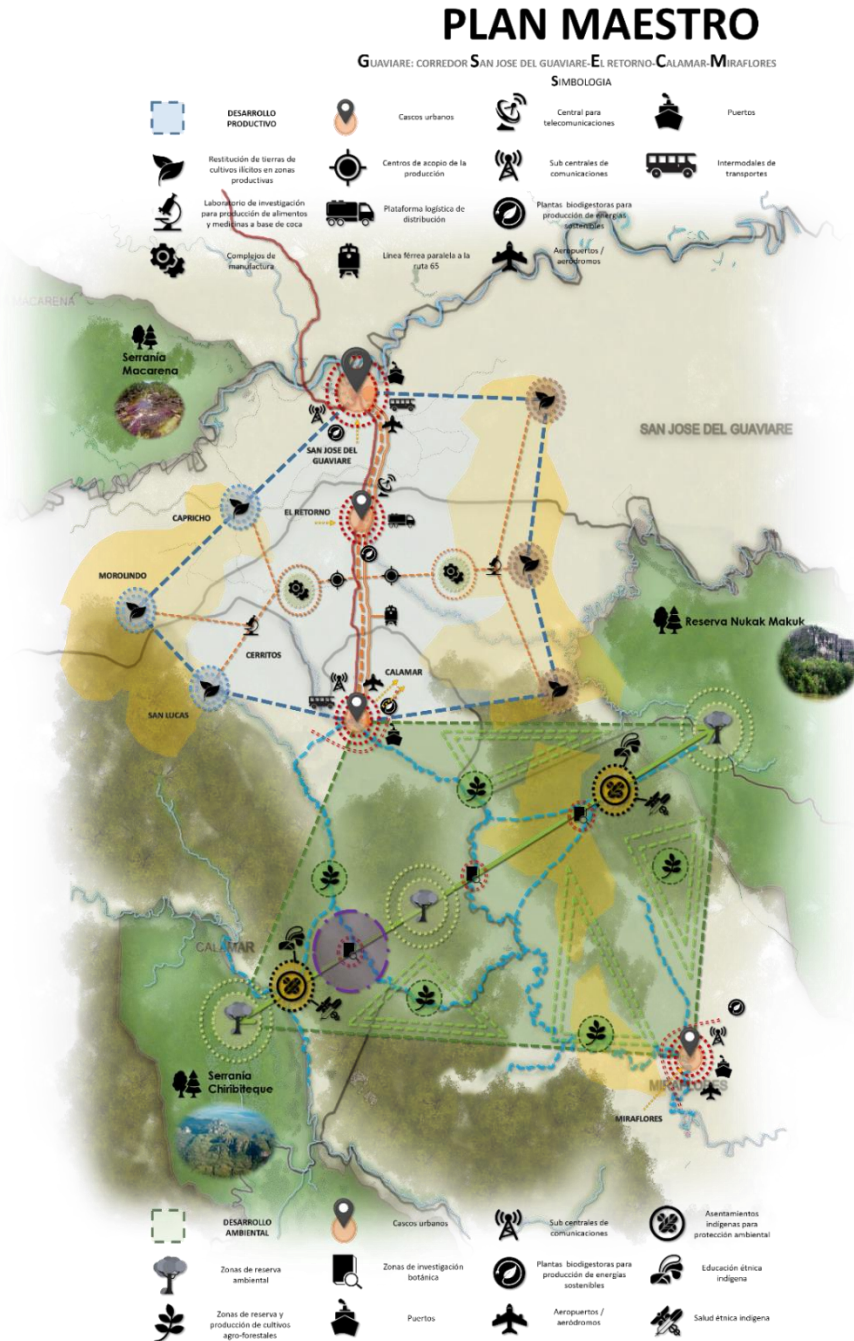 PLAN MAESTRO
GUAVIARE: CORREDOR SAN JOSE DEL GUAVIARE-EL RETORNO-CALAMAR-MIRAFLORES
SIMBOLOGIA
DESARROLLO
PRODUCTIVO
Cascos urbanos
Central para
telecomunicaciones
Puertos
Restitución de tierras de
cultivos ilícitos en zonas
productivas
Centros de acopio de la
producción
Sub centrales de
comunicaciones
Intermodales de
transportes
Laboratorio de investigación
para producción de alimentos
y medicinas a base de coca
Plataforma logística de
distribución
Plantas biodigestoras para
producción de energías
sostenibles
Complejos de
manufactura
Línea férrea paralela a la
ruta 65
Aeropuertos /
aeródromos
MACARENA
Serranía
Macarena
SAN JOSE DEL GUAVIARE
SAN JOSE DEL
GUAVIARE
CAPRICHO
EL RETORNO
MOROLINDO
Reserva Nukak Makuk
CERRITOS
CALAMAR
SAN LUCAS
CALAMAR
Serranía
Chiribiteque
MIRAFLORES
MIRAFLORES
DESARROLLO
AMBIENTAL
Cascos urbanos
Sub centrales de
comunicaciones
Asentamientos
indígenas para
protección ambiental
Zonas de reserva
ambiental
Zonas de investigación
botánica
Plantas biodigestoras para
producción de energías
sostenibles
Educación étnica
indígena
Zonas de reserva y
producción de cultivos
agro-forestales
Puertos
Aeropuertos /
aeródromos
Salud étnica indígena